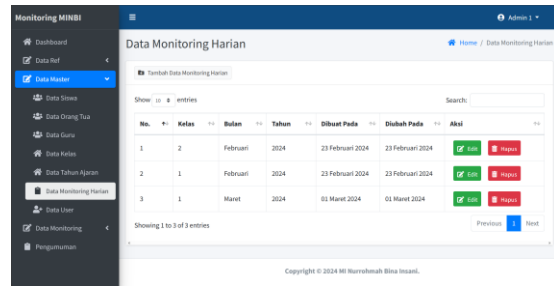 Monitoring MINBI
Admin 1
Dashboard
Data Ref
Data Master
Data Siswa
Data Orang Tua
Data Guru
Data Kelas
Data Tahun Ajaran
Data Monitoring Harian
Data User
Data Monitoring
Pengumuman
Data Monitoring Harian
Home / Data Monitoring Harian
Tambah Data Monitoring Harian
Show 10 entries
Search:
No. Kelas Bulan Tahun Dibuat Pada Diubah Pada Aksi
1 2 Februari 2024 23 Februari 2024 23 Februari 2024 Edit Hapus
2 1 Februari 2024 23 Februari 2024 23 Februari 2024 Edit Hapus
3 1 Maret 2024 01 Maret 2024 01 Maret 2024 Edit Hapus
Showing 1 to 3 of 3 entries
Previous 1 Next
Copyright © 2024 MI Nurrohmah Bina Insani.